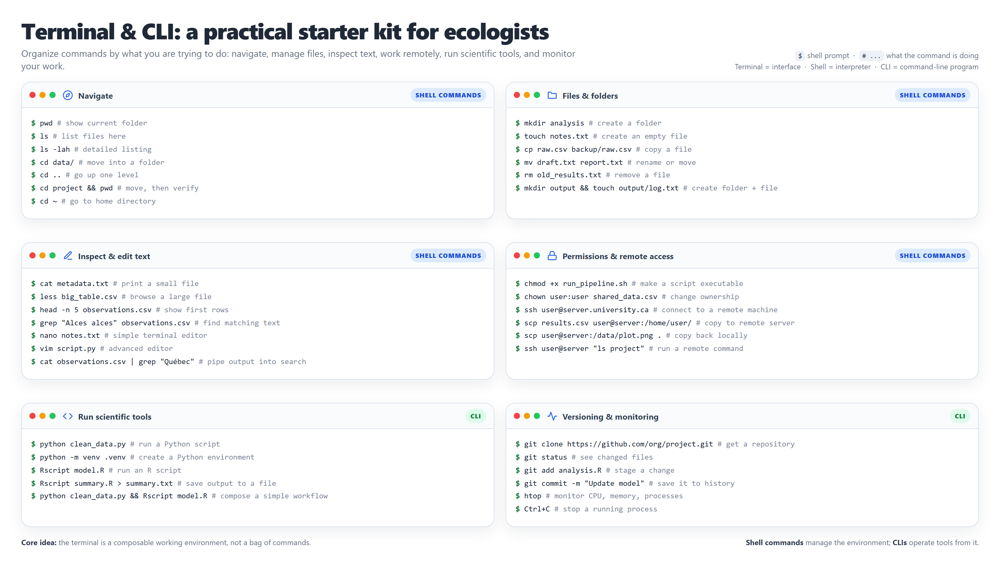 Terminal & CLI: a practical starter kit for ecologists
Organize commands by what you are trying to do: navigate, manage files, inspect text, work remotely, run scientific tools, and monitor
your work.
$ shell prompt · # ... what the command is doing
Terminal = interface · Shell = interpreter · CLI = command-line program
Navigate
SHELL COMMANDS
$ pwd # show current folder
$ ls # list files here
$ ls -lah # detailed listing
$ cd data/ # move into a folder
$ cd .. # go up one level
$ cd project && pwd # move, then verify
$ cd ~ # go to home directory
Files & folders
SHELL COMMANDS
$ mkdir analysis # create a folder
$ touch notes.txt # create an empty file
$ cp raw.csv backup/raw.csv # copy a file
$ mv draft.txt report.txt # rename or move
$ rm old_results.txt # remove a file
$ mkdir output && touch output/log.txt # create folder + file
Inspect & edit text
SHELL COMMANDS
$ cat metadata.txt # print a small file
$ less big_table.csv # browse a large file
$ head -n 5 observations.csv # show first rows
$ grep "Alces alces" observations.csv # find matching text
$ nano notes.txt # simple terminal editor
$ vim script.py # advanced editor
$ cat observations.csv | grep "Québec" # pipe output into search
Permissions & remote access
SHELL COMMANDS
$ chmod +x run_pipeline.sh # make a script executable
$ chown user:user shared_data.csv # change ownership
$ ssh user@server.university.ca # connect to a remote machine
$ scp results.csv user@server:/home/user/ # copy to remote server
$ scp user@server:/data/plot.png . # copy back locally
$ ssh user@server "ls project" # run a remote command
Run scientific tools
CLI
$ python clean_data.py # run a Python script
$ python -m venv .venv # create a Python environment
$ Rscript model.R # run an R script
$ Rscript summary.R > summary.txt # save output to a file
$ python clean_data.py && Rscript model.R # compose a simple workflow
Versioning & monitoring
CLI
$ git clone https://github.com/org/project.git # get a repository
$ git status # see changed files
$ git add analysis.R # stage a change
$ git commit -m "Update model" # save it to history
$ htop # monitor CPU, memory, processes
$ Ctrl+C # stop a running process
Core idea: the terminal is a composable working environment, not a bag of commands.
Shell commands manage the environment; CLIs operate tools from it.